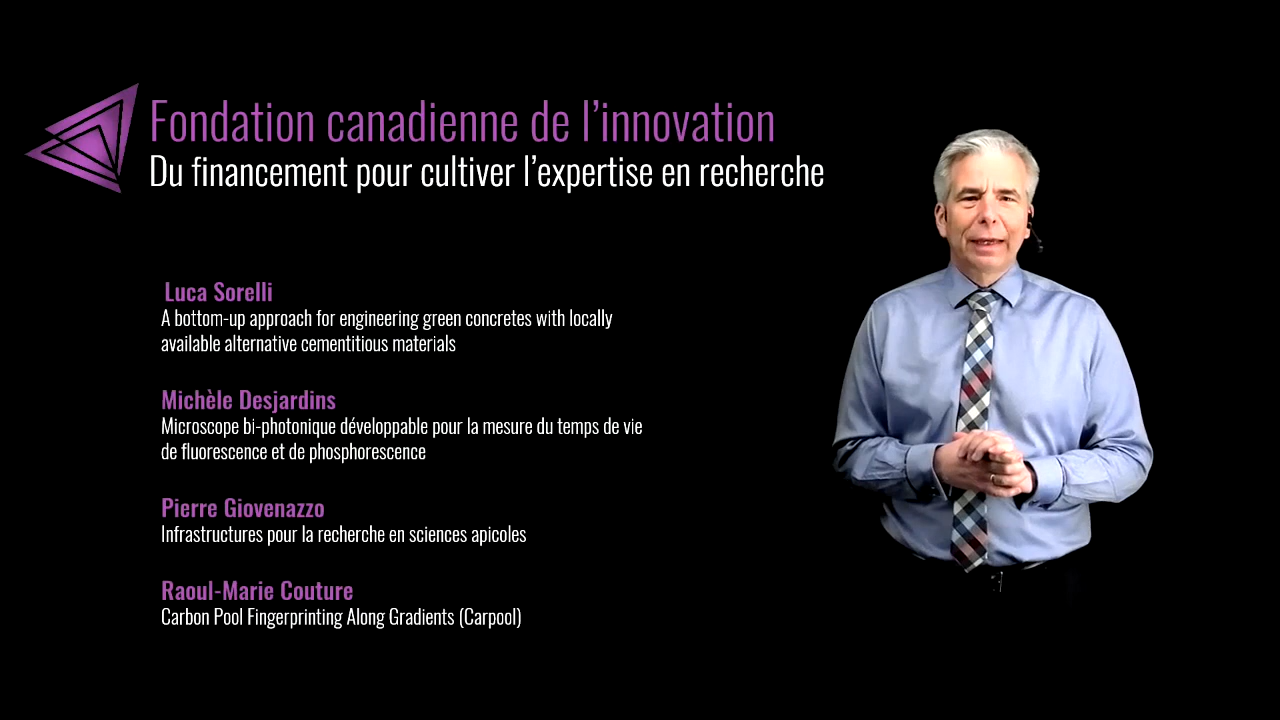 Fondation canadienne de l’innovation
Du financement pour cultiver l’expertise en recherche
Luca Sorelli
A bottom-up approach for engineering green concretes with locally
available alternative cementitious materials
Michèle Desjardins
Microscope bi-photonique développable pour la mesure du temps de vie
de fluorescence et de phosphorescence
Pierre Giovenazzo
Infrastructures pour la recherche en sciences apicoles
Raoul-Marie Couture
Carbon Pool Fingerprinting Along Gradients (Carpool)